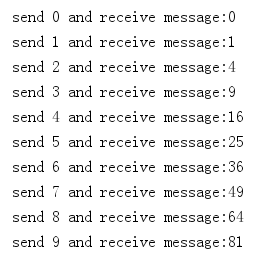 send 0 and receive message:0
send 1 and receive message:1
send 2 and receive message:4
send 3 and receive message:9
send 4 and receive message:16
send 5 and receive message:25
send 6 and receive message:36
send 7 and receive message:49
send 8 and receive message:64
send 9 and receive message:81